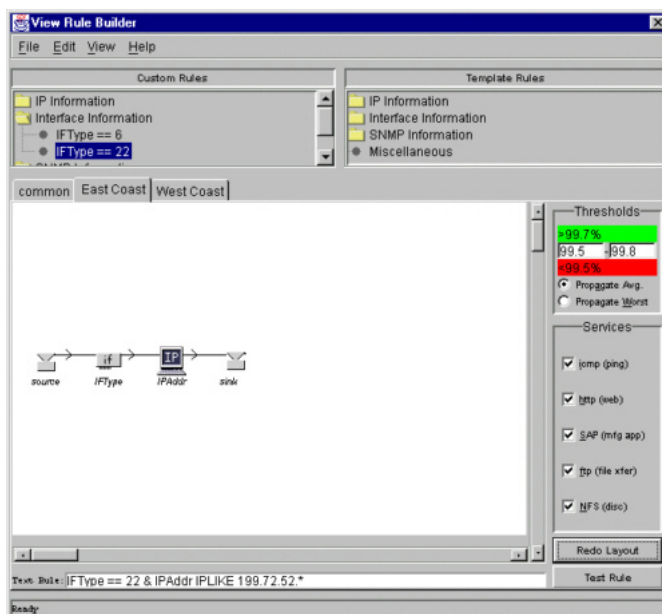 View Rule Builder
File Edit View Help
Custom Rules
Template Rules
IP Information
Interface Information
IFType == 6
IFType == 22
SNMP Information
IP Information
Interface Information
SNMP Information
Miscellaneous
common East Coast West Coast
source IFType IPAddr sink
if IP
Thresholds
>99.7%
99.5 - 99.8
<99.5%
Propagate Avg.
Propagate Worst
Services
icmp (ping)
http (web)
SAP (mfg app)
ftp (file xfer)
NFS (disc)
Redo Layout
Text Rule: IFType == 22 & IPAddr IPLIKE 199.72.52.*
Test Rule
Ready